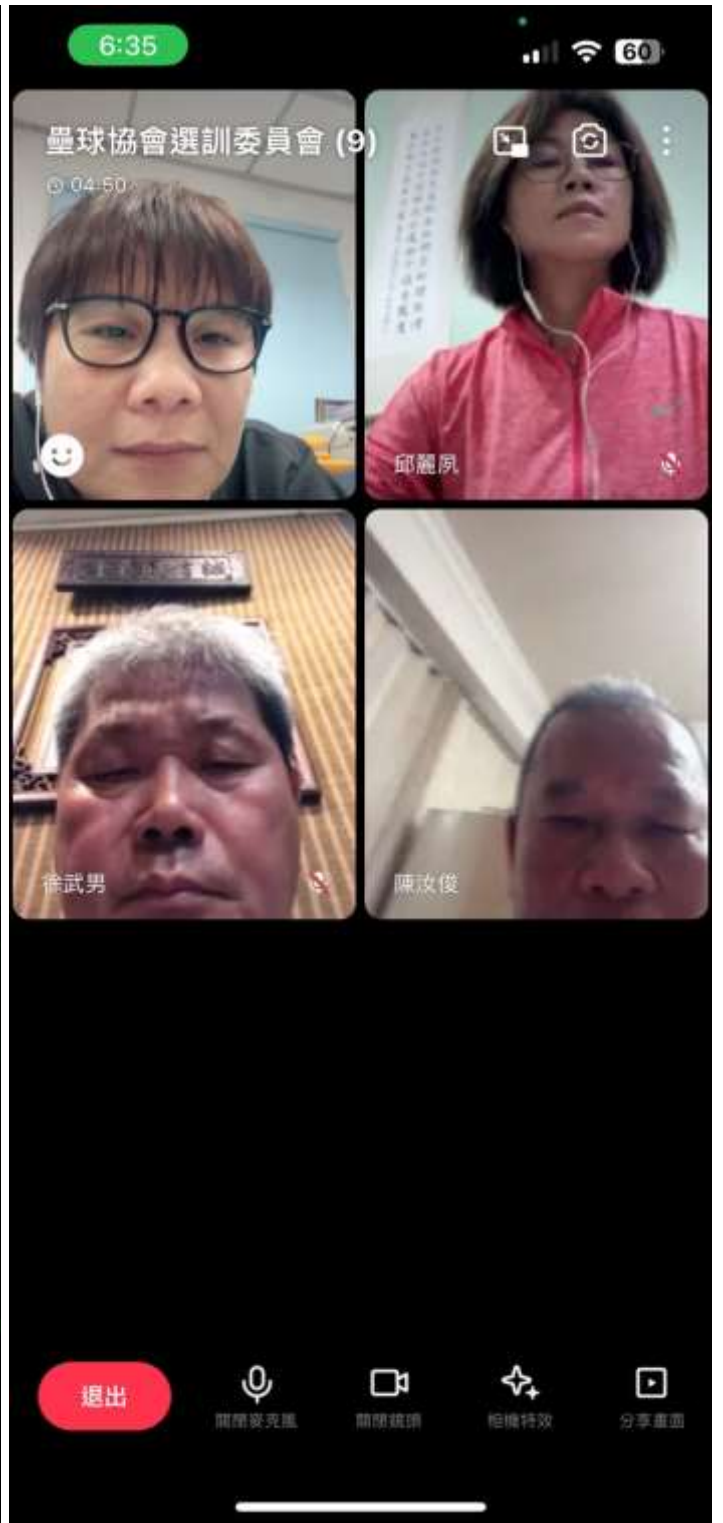 6:35
60
壘球協會選訓委員會 (9)
04:50
邱麗夙
徐武男
陳汝俊
退出
關閉麥克風
關閉鏡頭
相機特效
分享畫面